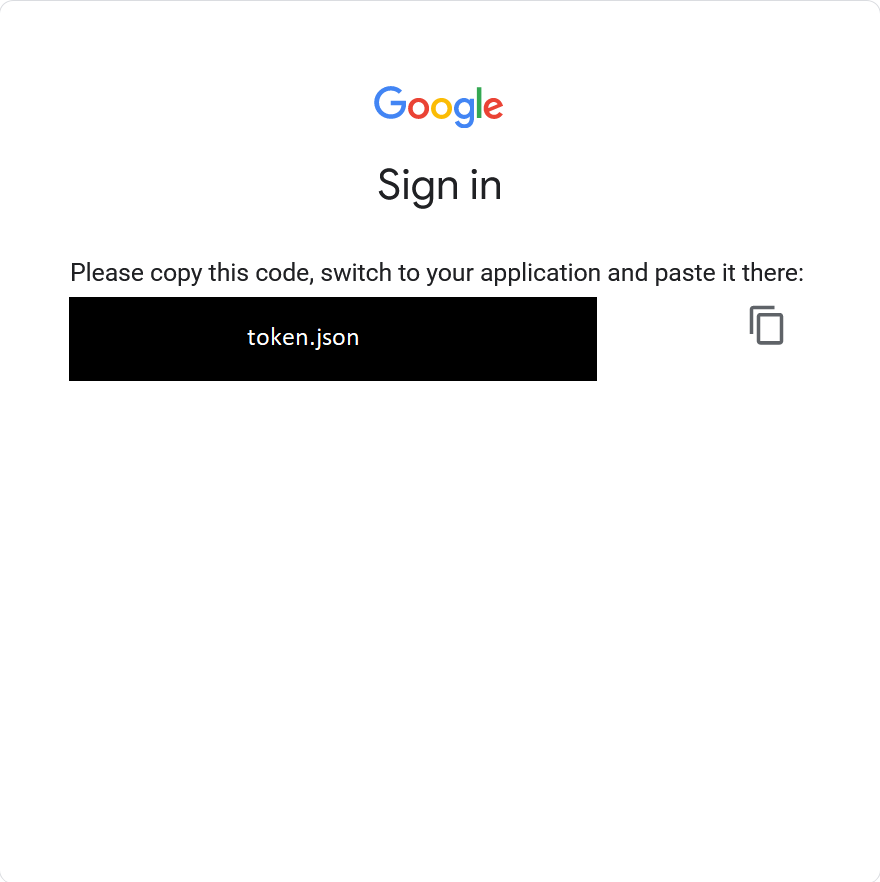 Google
Sign in
Please copy this code, switch to your application and paste it there:
token.json